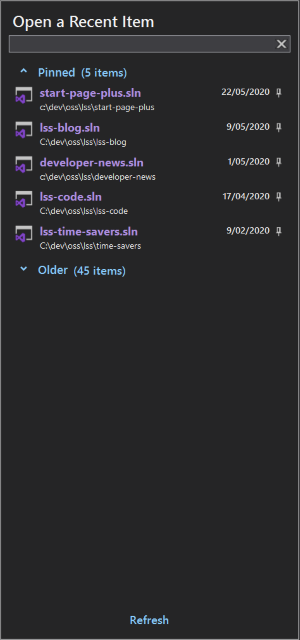 Open a Recent Item
Pinned (5 items)
start-page-plus.sln 22/05/2020
c:\dev\oss\lss\start-page-plus
lss-blog.sln 9/05/2020
C:\dev\oss\lss\lss-blog
developer-news.sln 1/05/2020
c:\dev\oss\lss\developer-news
lss-code.sln 17/04/2020
C:\dev\oss\lss\lss-code
lss-time-savers.sln 9/02/2020
C:\dev\oss\lss\time-savers
Older (45 items)
Refresh